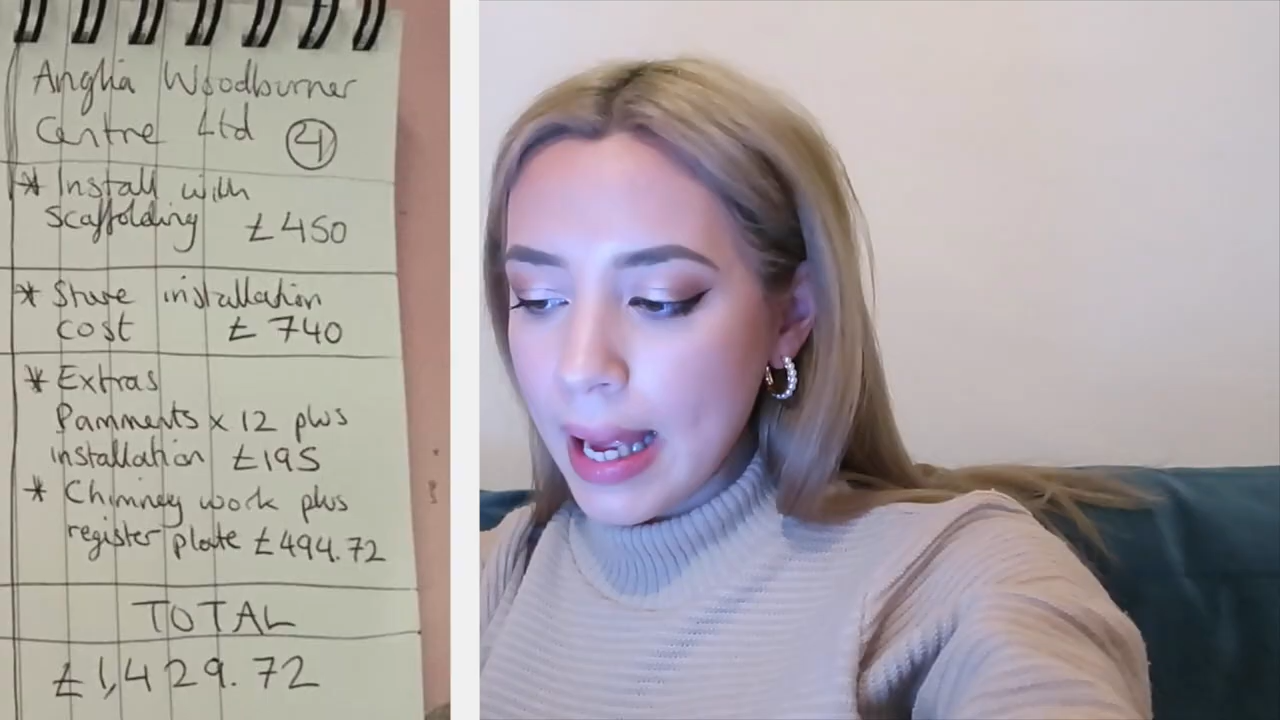 Anglia Woodburner
Centre Ltd 4
* Install with
scaffolding £450
* Stove installation
cost £740
* Extras
Pamments x 12 plus
installation £195
* Chimney work plus
register plate £494.72
TOTAL
£1,429.72